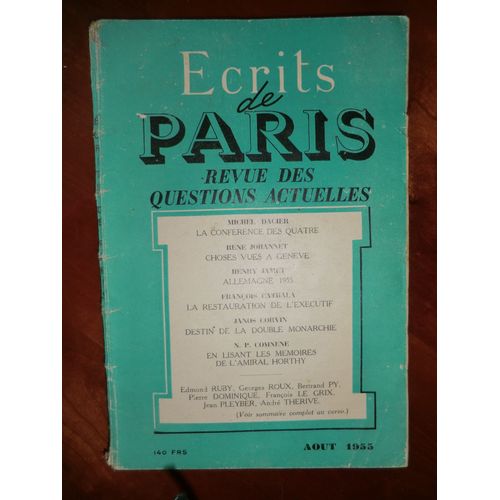 Ecrits
de
PARIS
REVUE DES
QUESTIONS ACTUELLES
MICHEL DACIER
LA CONFERENCE DES QUATRE
RENE JOHANNET
CHOSES VUES A GENEVE
HENRY JAMET
ALLEMAGNE 1955
FRANÇOIS CATHALA
LA RESTAURATION DE L'EXECUTIF
JANOS CORVIN
DESTIN DE LA DOUBLE MONARCHIE
N. P. COMNENE
EN LISANT LES MEMOIRES
DE L'AMIRAL HORTHY
Edmond RUBY, Georges ROUX, Bertrand PY,
Pierre DOMINIQUE, François LE GRIX,
Jean PLEYBER, André THERIVE.
(Voir sommaire complet au verso.)
140 FRS
AOUT 1955